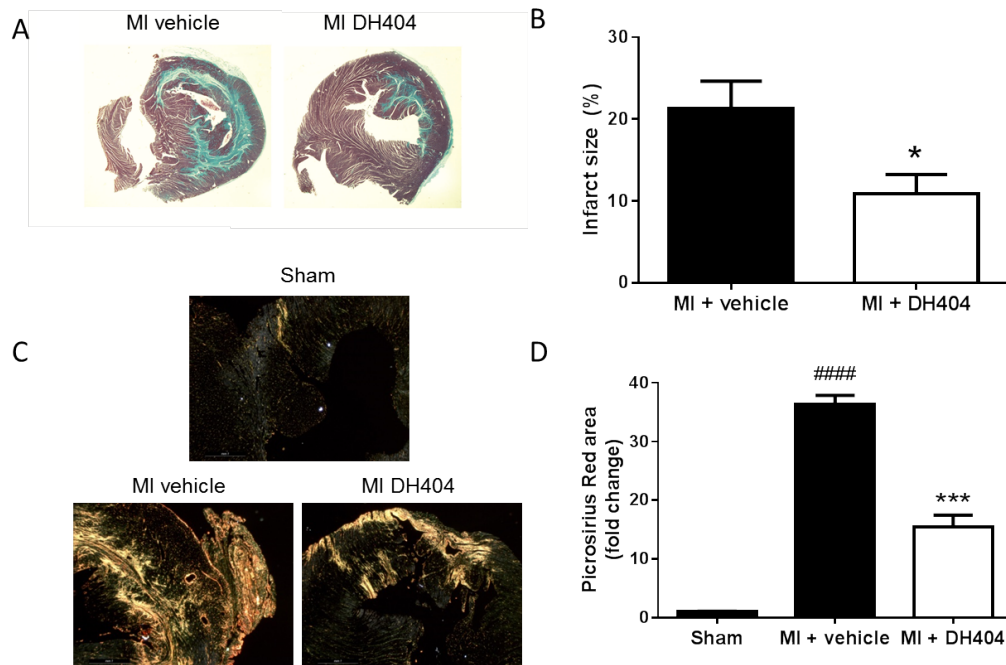 A
MI vehicle
MI DH404
B
Infarct size (%)
30
20
10
0
*
MI + vehicle
MI + DH404
C
Sham
MI vehicle
MI DH404
D
Picrosirius Red area
(fold change)
40
30
20
10
0
####
***
Sham
MI + vehicle
MI + DH404